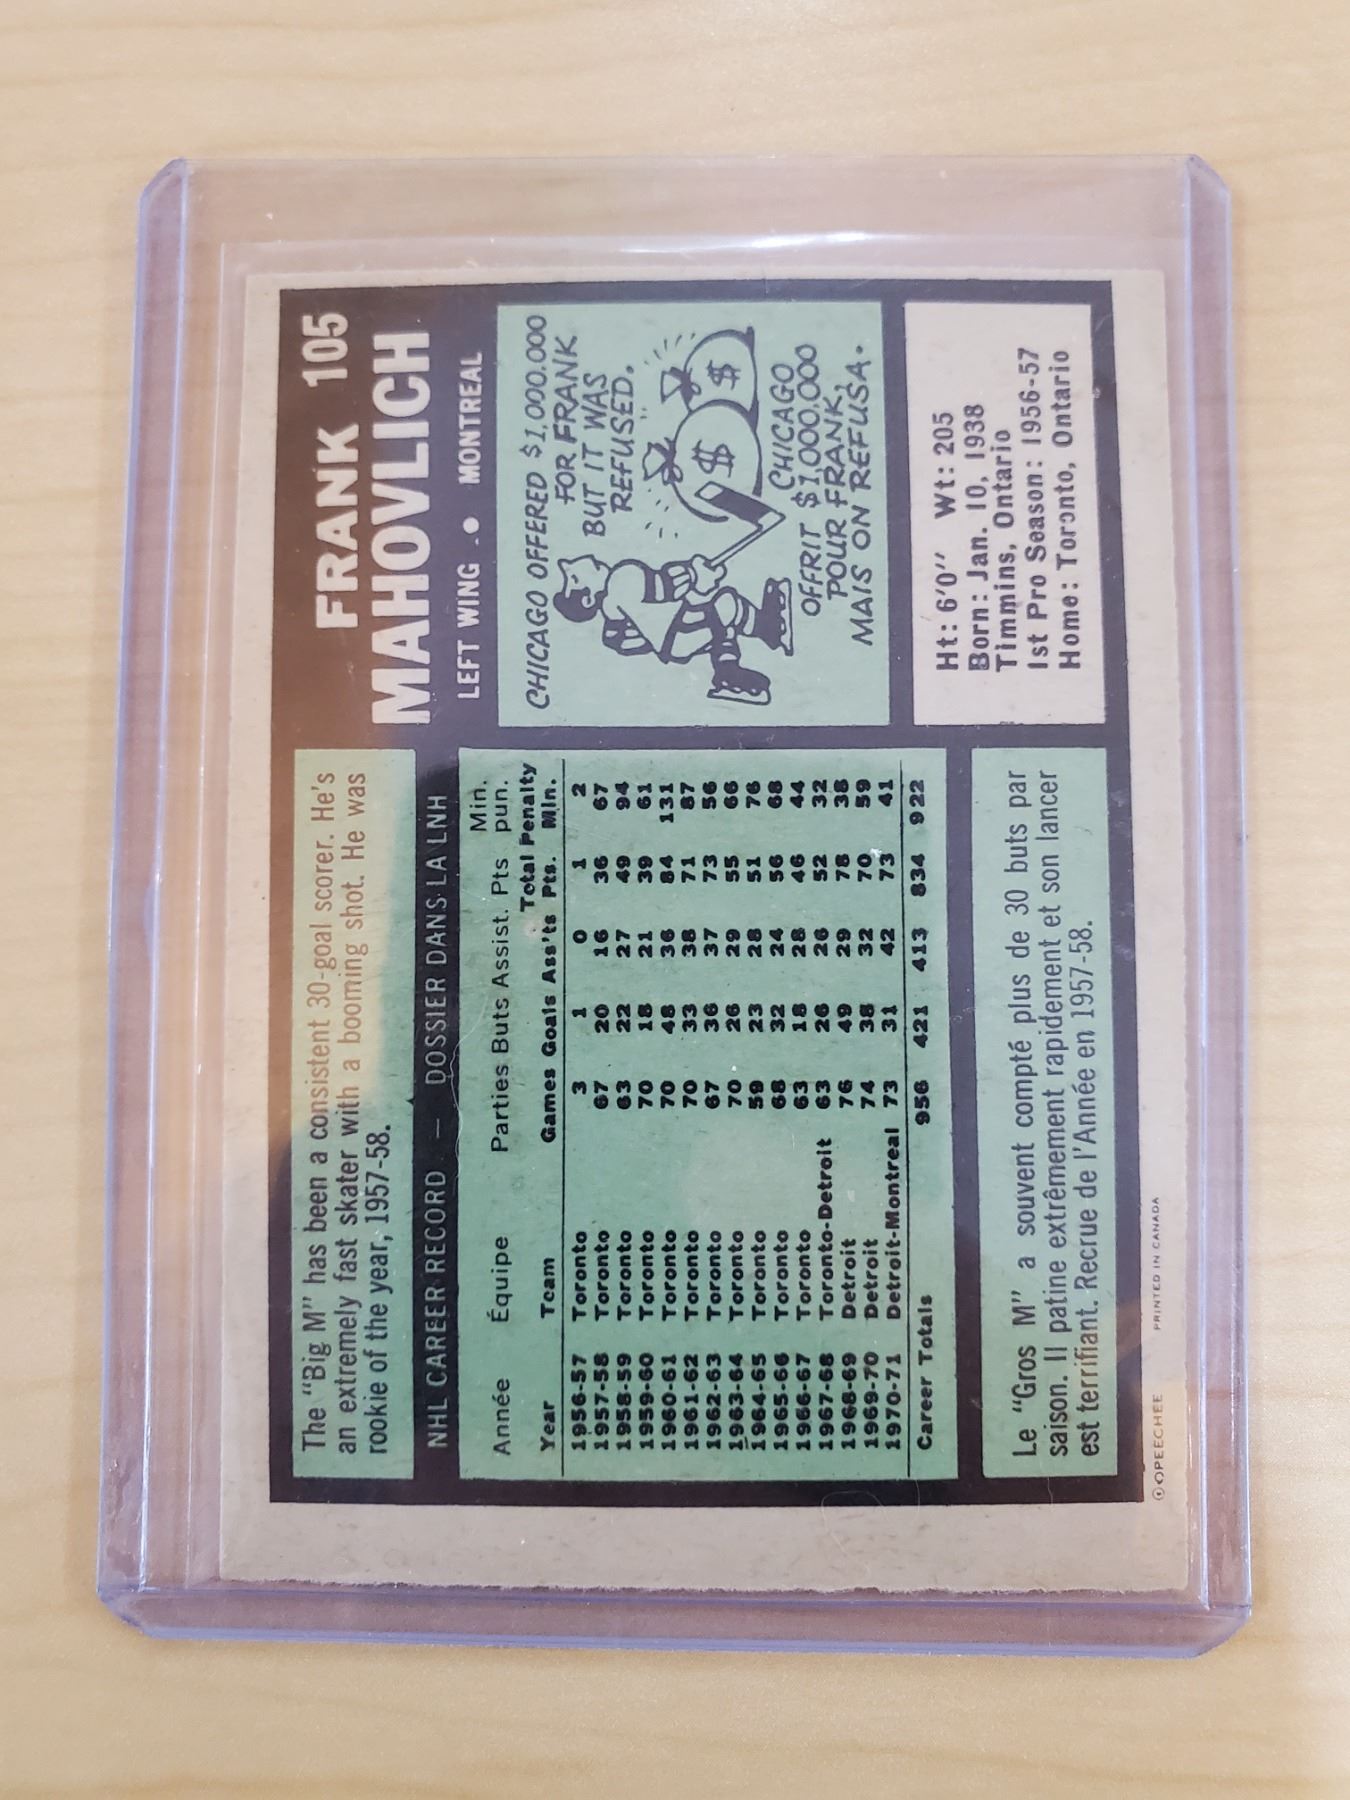 The "Big M" has been a consistent 30-goal scorer. He's
an extremely fast skater with a booming shot. He was
rookie of the year, 1957-58.
FRANK 105
MAHOVLICH
LEFT WING • MONTREAL
NHL CAREER RECORD — DOSSIER DANS LA LNH
Année Équipe Parties Buts Assist. Pts Min. pun.
Year Team Games Goals Ass'ts Total Pts. Penalty Min.
1956-57 Toronto 3 1 0 1 2
1957-58 Toronto 67 20 16 36 67
1958-59 Toronto 63 22 27 49 94
1959-60 Toronto 70 18 21 39 61
1960-61 Toronto 70 48 36 84 131
1961-62 Toronto 70 33 38 71 87
1962-63 Toronto 67 36 37 73 56
1963-64 Toronto 70 26 29 55 66
1964-65 Toronto 59 23 28 51 76
1965-66 Toronto 68 32 24 56 68
1966-67 Toronto 63 18 28 46 44
1967-68 Toronto-Detroit 63 26 26 52 32
1968-69 Detroit 76 49 29 78 38
1969-70 Detroit 74 38 32 70 59
1970-71 Detroit-Montreal 73 31 42 73 41
Career Totals 956 421 413 834 922
CHICAGO OFFERED $1,000.000
FOR FRANK
BUT IT WAS
REFUSED.
$ $
CHICAGO
OFFRIT $1,000,000
POUR FRANK,
MAIS ON REFUSA.
Le "Gros M" a souvent compté plus de 30 buts par
saison. Il patine extrêmement rapidement et son lancer
est terrifiant. Recrue de l'Année en 1957-58.
Ht: 6'0" Wt: 205
Born: Jan. 10, 1938
Timmins, Ontario
1st Pro Season: 1956-57
Home: Toronto, Ontario
©OPEECHEE PRINTED IN CANADA